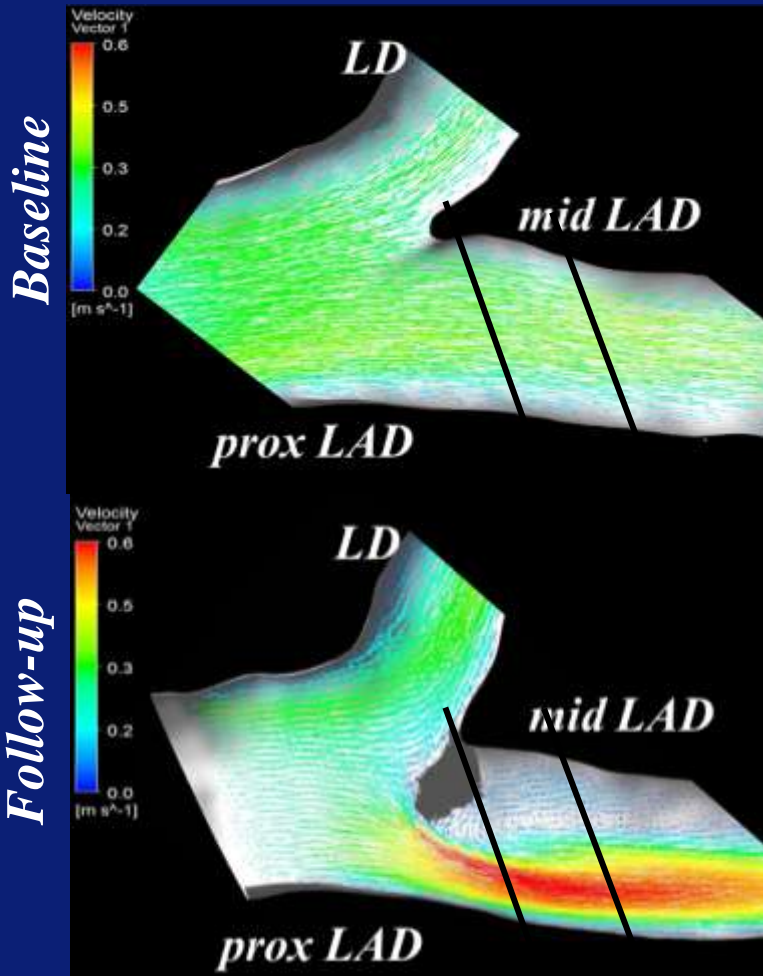 Baseline
Velocity
Vector 1
0.6
0.5
0.3
0.2
0.0
[m s^-1]
LD
mid LAD
prox LAD
Follow-up
Velocity
Vector 1
0.6
0.5
0.3
0.2
0.0
[m s^-1]
LD
mid LAD
prox LAD